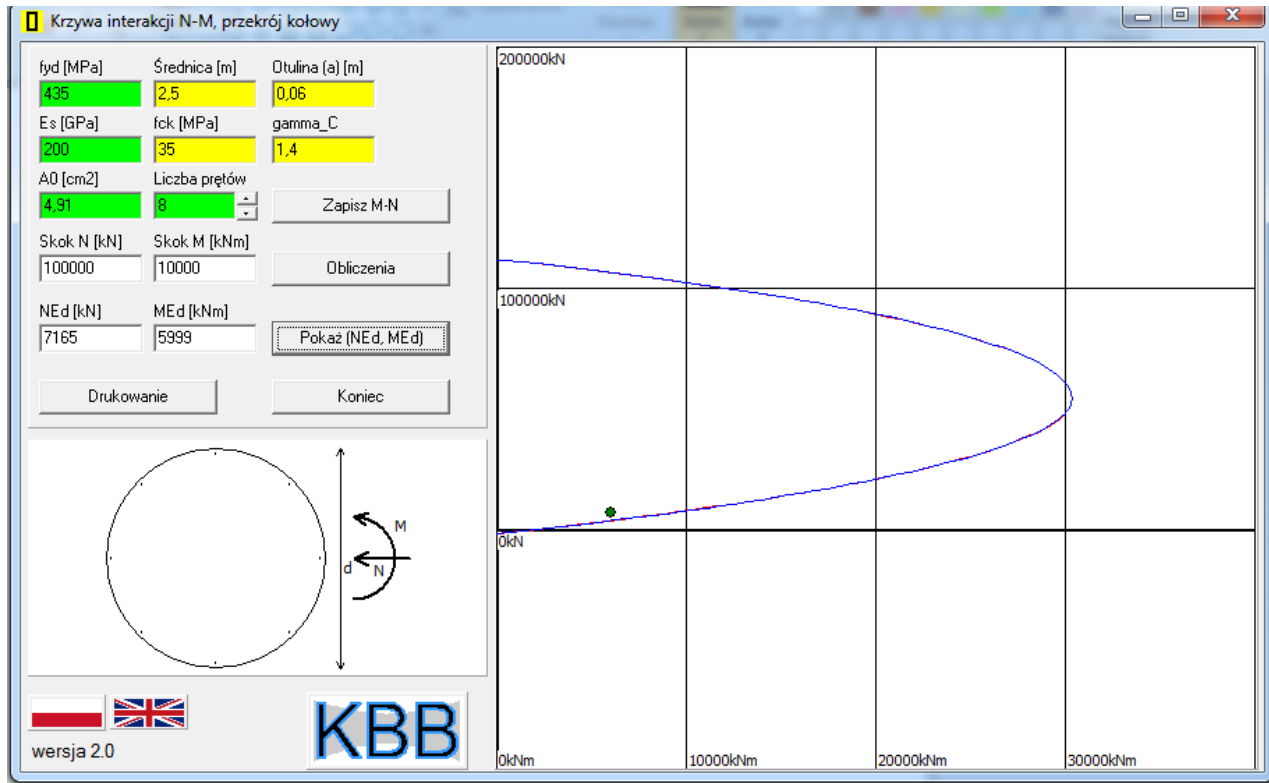 Krzywa interakcji N-M, przekrój kołowy
fyd [MPa] Średnica [m] Otulina (a) [m]
435 2,5 0,06
Es [GPa] fck [MPa] gamma_C
200 35 1,4
A0 [cm2] Liczba prętów
4,91 8 Zapisz M-N
Skok N [kN] Skok M [kNm]
100000 10000 Obliczenia
NEd [kN] MEd [kNm]
7165 5999 Pokaż (NEd, MEd)
Drukowanie Koniec
M
d N
wersja 2.0
KBB
200000kN
100000kN
0kN
0kNm 10000kNm 20000kNm 30000kNm